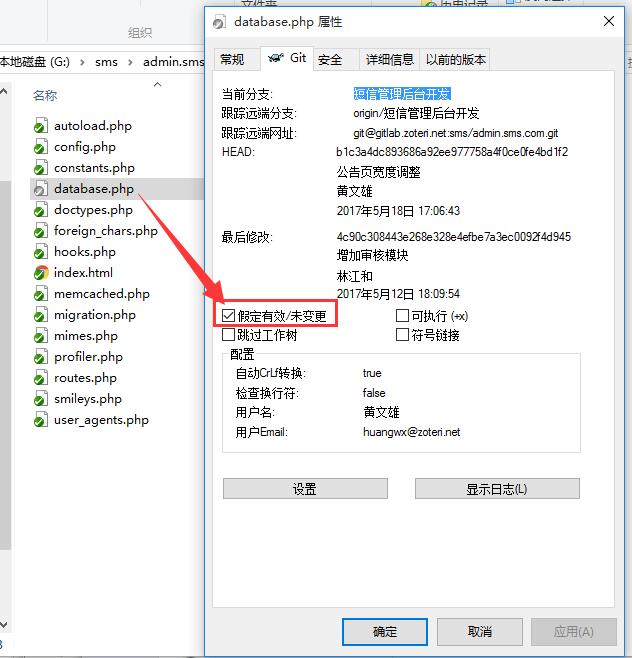 组织
database.php 属性
本地磁盘 (G:) › sms › admin.sms
名称
autoload.php
config.php
constants.php
database.php
doctypes.php
foreign_chars.php
hooks.php
index.html
memcached.php
migration.php
mimes.php
profiler.php
routes.php
smileys.php
user_agents.php
常规 Git 安全 详细信息 以前的版本
当前分支: 短信管理后台开发
跟踪远端分支: origin/短信管理后台开发
跟踪远端网址: git@gitlab.zoteri.net:sms/admin.sms.com.git
HEAD: b1c3a4dc893686a92ee977758a4f0ce0fe4bd1f2
公告页宽度调整
黄文雄
2017年5月18日 17:06:43
最后修改: 4c90c308443e268e328e4efbe7a3ec0092f4d945
增加审核模块
林江和
2017年5月12日 18:09:54
假定有效/未变更 可执行 (+x)
跳过工作树 符号链接
配置
自动CrLf转换: true
检查换行符: false
用户名: 黄文雄
用户Email: huangwx@zoteri.net
设置 显示日志(L)
确定 取消 应用(A)